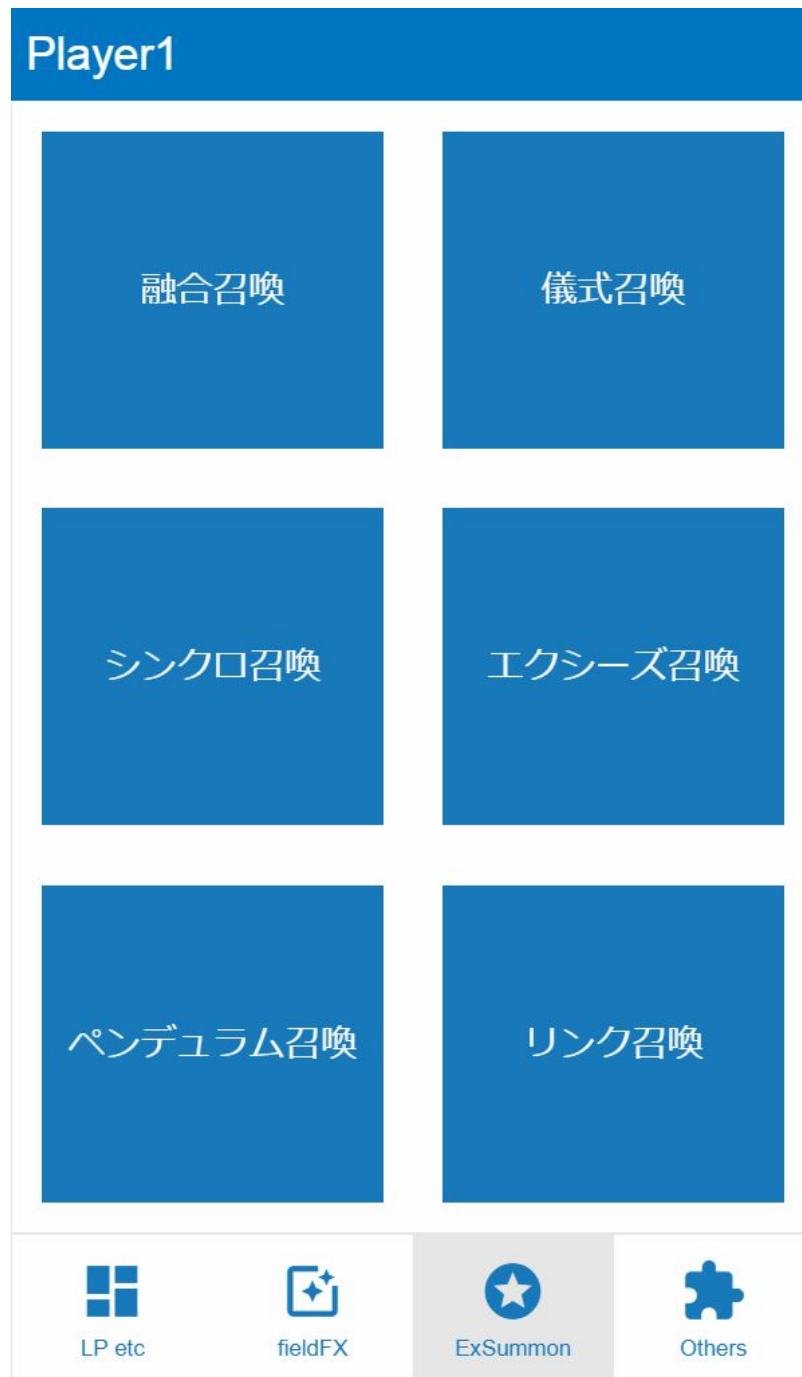 Player1
融合召喚
儀式召喚
シンクロ召喚
エクシーズ召喚
ペンデュラム召喚
リンク召喚
LP etc
fieldFX
ExSummon
Others